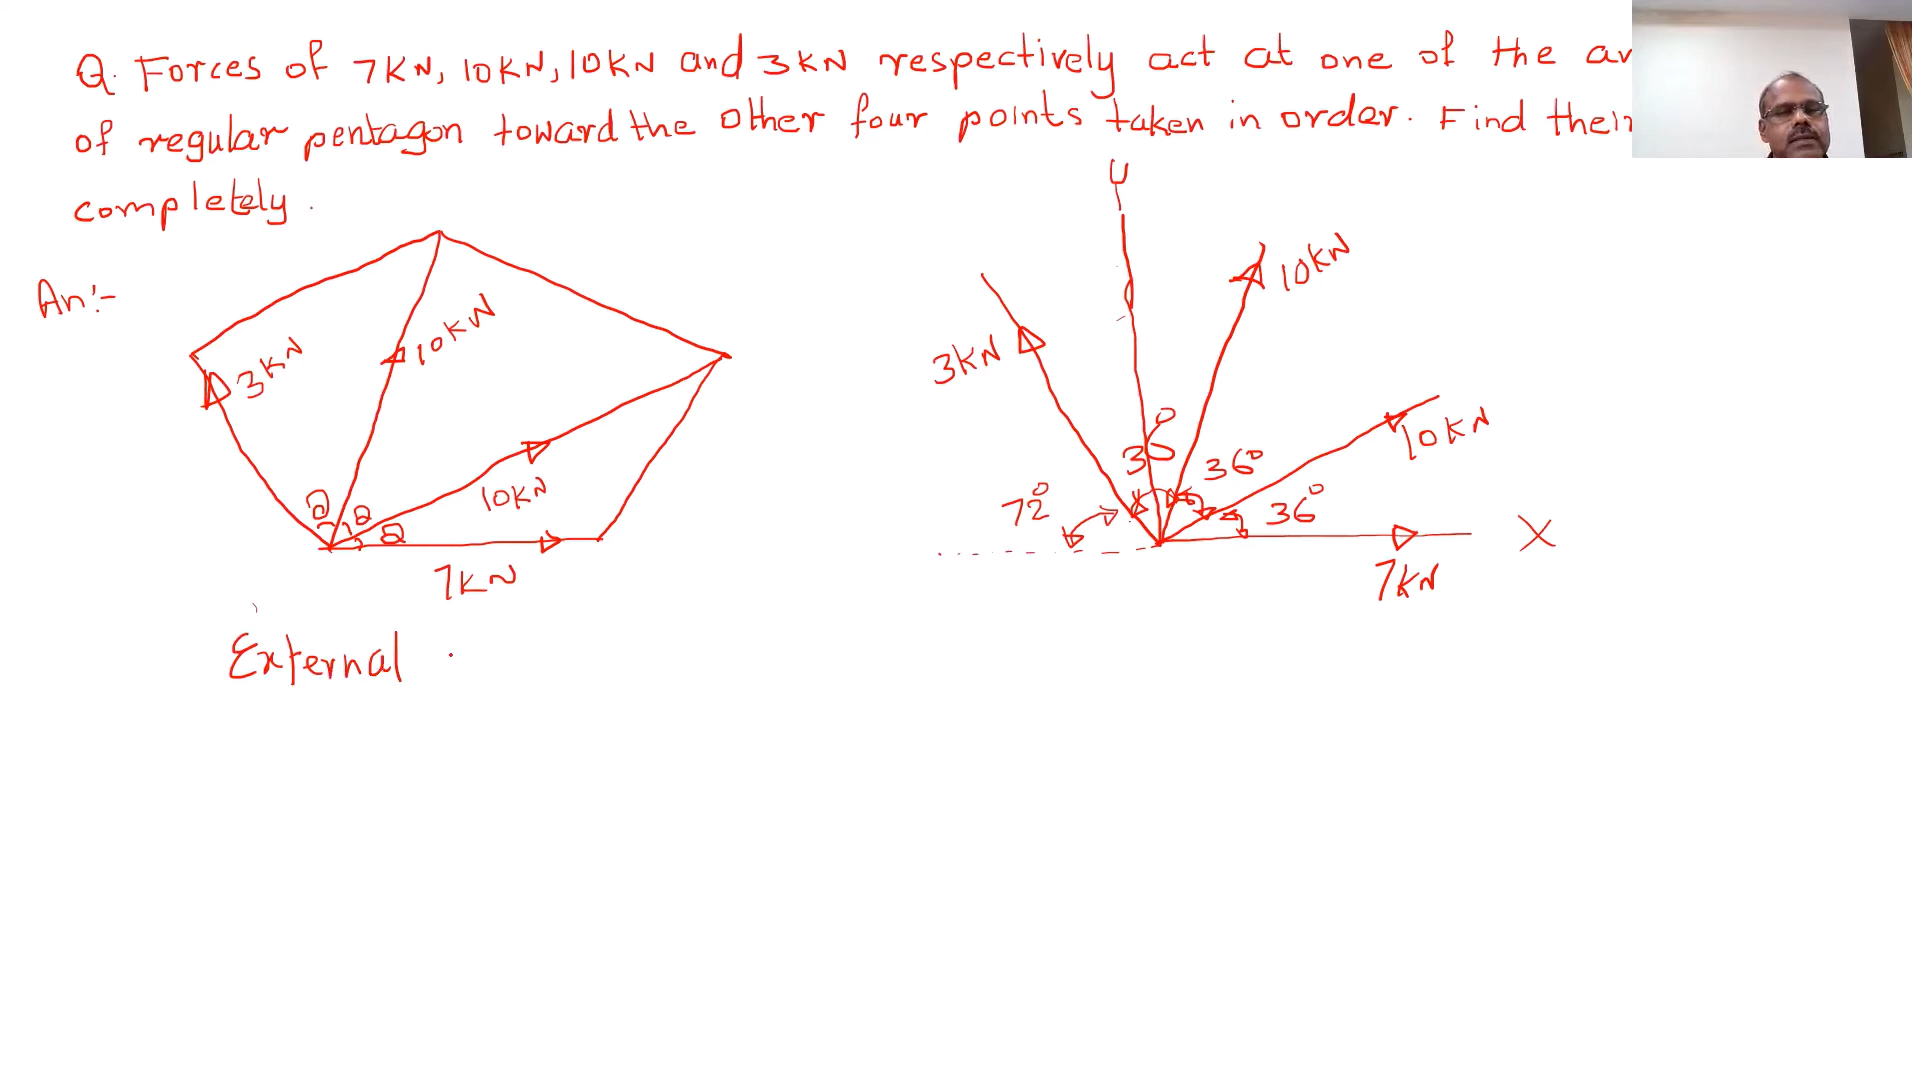 Q. Forces of 7KN, 10KN, 10KN and 3KN respectively act at one of the
of regular pentagon toward the other four points taken in order. Find
completely.
An:-
3KN
10KN
10KN
θ
θ
θ
7KN
External
y
10KN
3KN
10KN
36°
36°
36°
72°
X
7KN